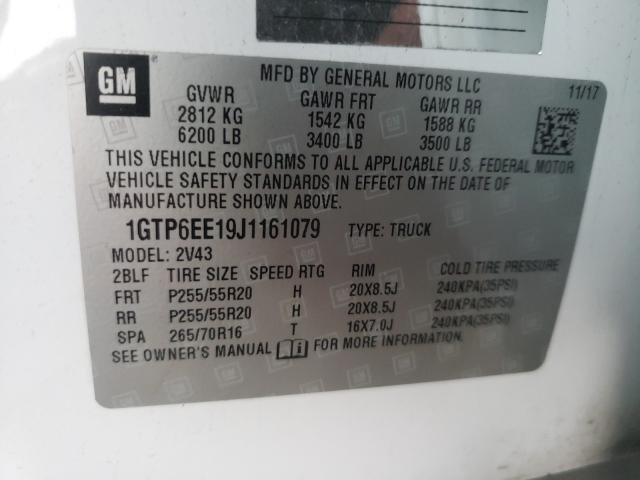 GM
MFD BY GENERAL MOTORS LLC
11/17
GVWR GAWR FRT GAWR RR
2812 KG 1542 KG 1588 KG
6200 LB 3400 LB 3500 LB
THIS VEHICLE CONFORMS TO ALL APPLICABLE U.S. FEDERAL MOTOR
VEHICLE SAFETY STANDARDS IN EFFECT ON THE DATE OF
MANUFACTURE SHOWN ABOVE.
1GTP6EE19J1161079 TYPE: TRUCK
MODEL: 2V43
2BLF TIRE SIZE SPEED RTG RIM COLD TIRE PRESSURE
FRT P255/55R20 H 20X8.5J 240KPA(35PSI)
RR P255/55R20 H 20X8.5J 240KPA(35PSI)
SPA 265/70R16 T 16X7.0J 240KPA(35PSI)
SEE OWNER'S MANUAL FOR MORE INFORMATION.